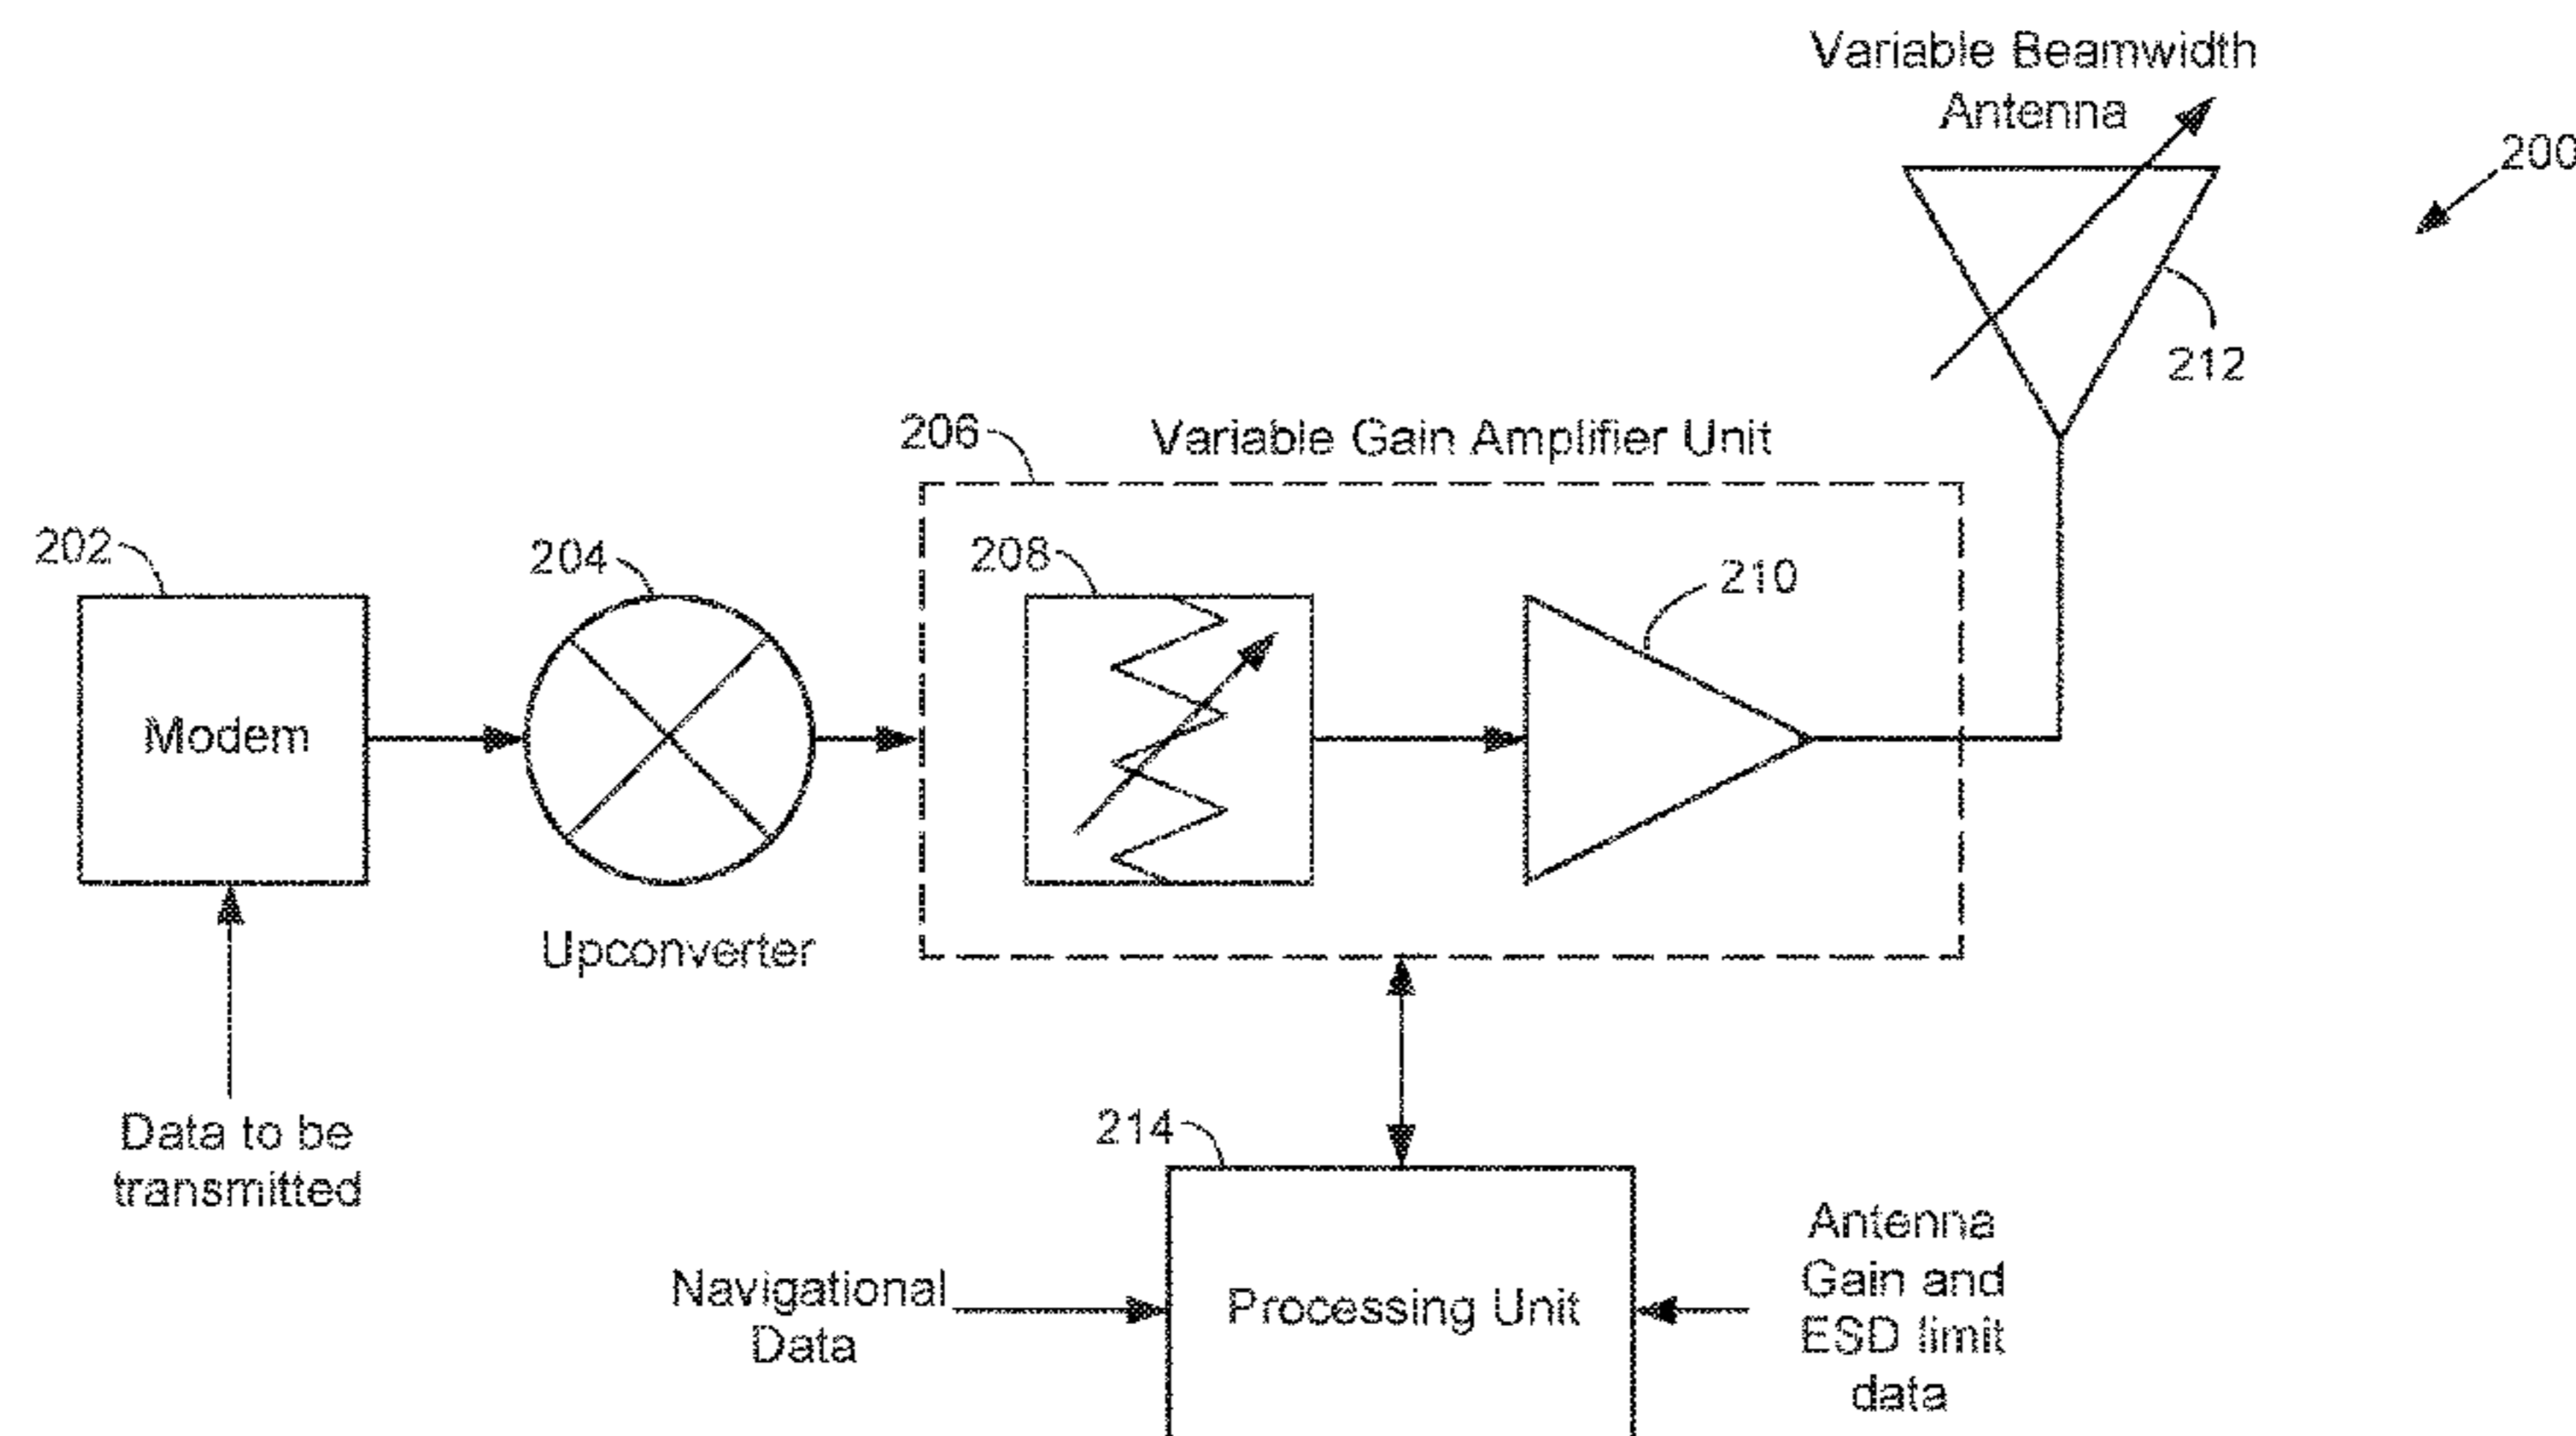 Variable Beamwidth
Antenna
200
212
206
Variable Gain Amplifier Unit
202
204
208
210
Modem
Upconverter
Data to be
transmitted
214
Navigational
Data
Processing Unit
Antenna
Gain and
ESD limit
data